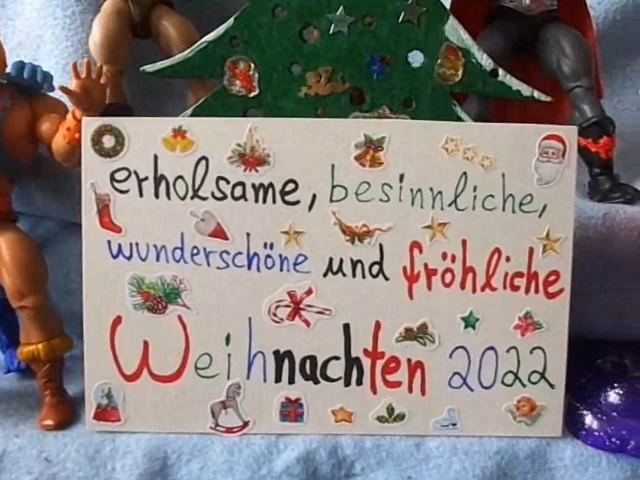 erholsame, besinnliche,
wunderschöne und fröhliche
Weihnachten 2022